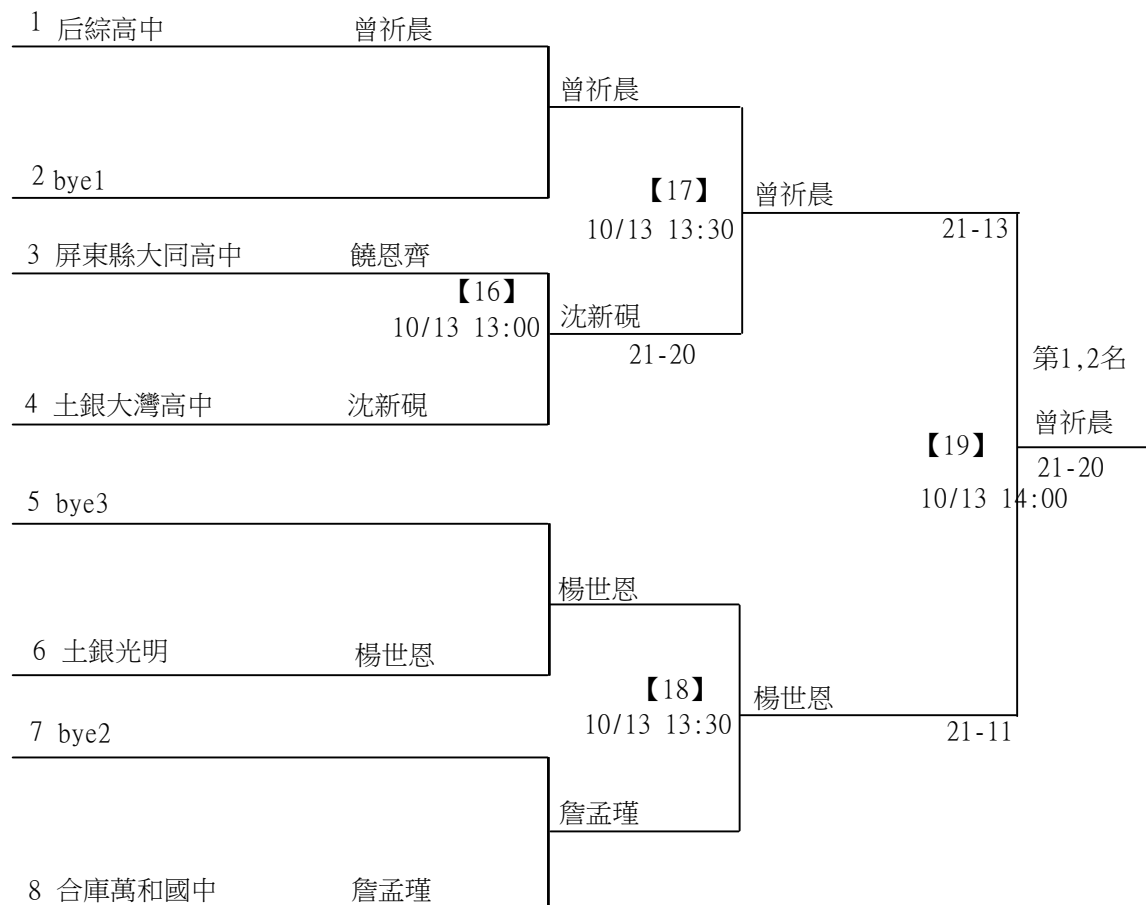 1 后綜高中 曾祈晨
曾祈晨
2 bye1
【17】
曾祈晨
10/13 13:30
21-13
3 屏東縣大同高中 饒恩齊
【16】
10/13 13:00
沈新硯
21-20
第1,2名
4 土銀大灣高中 沈新硯
曾祈晨
【19】
21-20
10/13 14:00
5 bye3
楊世恩
6 土銀光明 楊世恩
【18】
楊世恩
10/13 13:30
21-11
7 bye2
詹孟瑾
8 合庫萬和國中 詹孟瑾